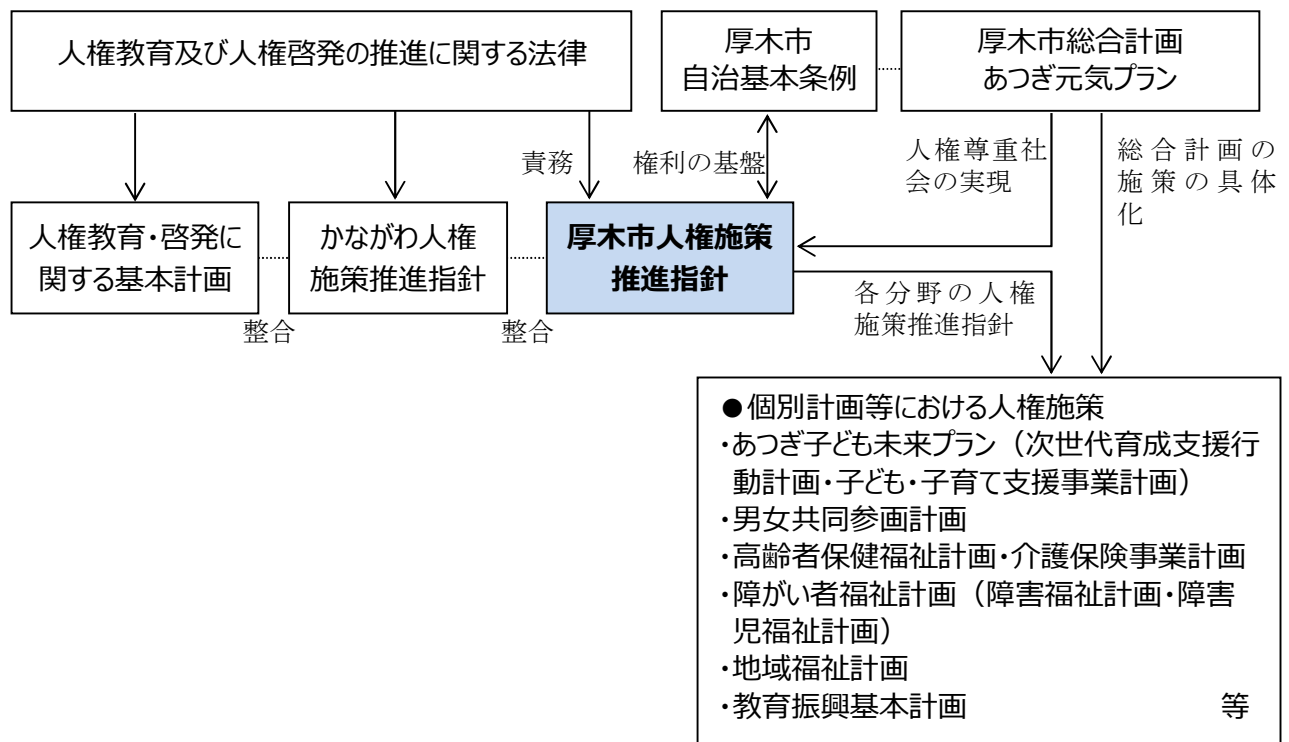 人権教育及び人権啓発の推進に関する法律
厚木市
自治基本条例
厚木市総合計画
あつぎ元気プラン
責務
権利の基盤
人権尊重社
会の実現
総合計画の
施策の具体
化
人権教育・啓発に
関する基本計画
かながわ人権
施策推進指針
厚木市人権施策
推進指針
整合
整合
各分野の人権
施策推進指針
●個別計画等における人権施策
・あつぎ子ども未来プラン（次世代育成支援行
動計画・子ども・子育て支援事業計画）
・男女共同参画計画
・高齢者保健福祉計画・介護保険事業計画
・障がい者福祉計画（障害福祉計画・障害
児福祉計画）
・地域福祉計画
・教育振興基本計画 等